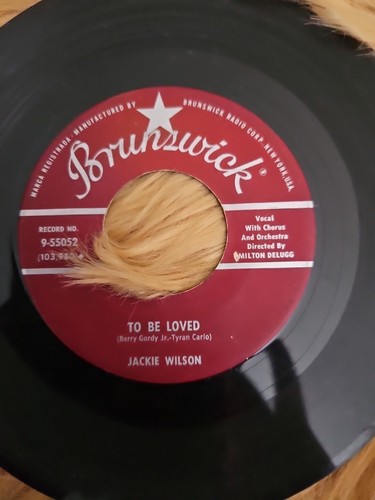 MARCA REGISTRADA · MANUFACTURED BY BRUNSWICK RADIO CORP. NEW YORK, U.S.A.
Brunswick ®
RECORD NO.
9-55052
Vocal
With Chorus
And Orchestra
Directed By
MILTON DELUGG
TO BE LOVED
(Berry Gordy Jr.-Tyran Carlo)
JACKIE WILSON